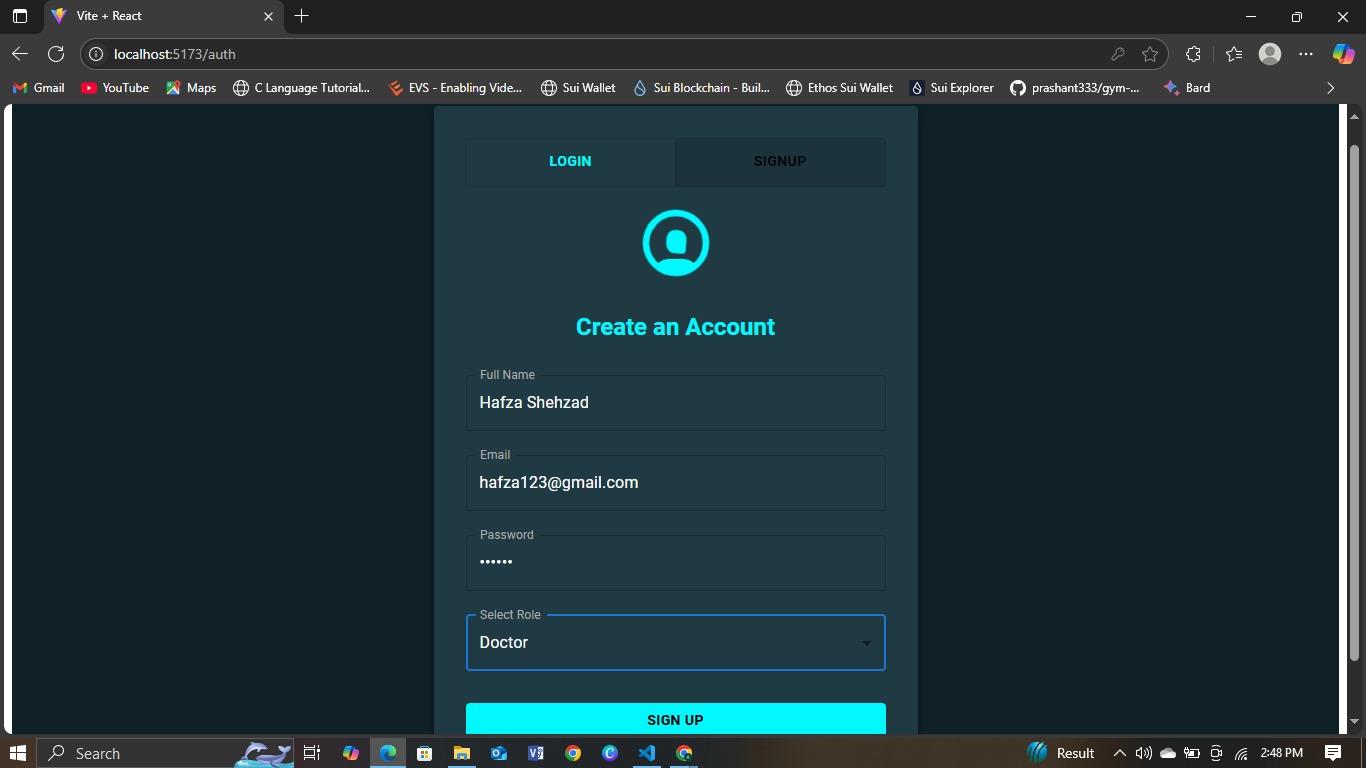 Vite + React
localhost:5173/auth
Gmail YouTube Maps C Language Tutorial... EVS - Enabling Vide... Sui Wallet Sui Blockchain - Buil... Ethos Sui Wallet Sui Explorer prashant333/gym-... Bard
LOGIN SIGNUP
Create an Account
Full Name
Hafza Shehzad
Email
hafza123@gmail.com
Password
••••••
Select Role
Doctor
SIGN UP
Search Result 2:48 PM